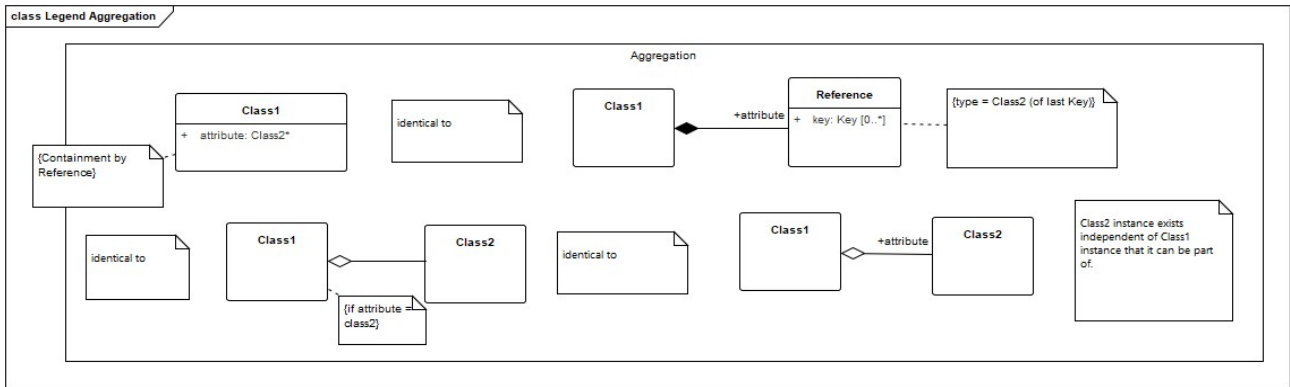 class Legend Aggregation
Aggregation
Class1
+ attribute: Class2*
{Containment by
Reference}
identical to
Class1
+attribute
Reference
+ key: Key [0..*]
{type = Class2 (of last Key)}
identical to
Class1
Class2
{if attribute =
class2}
identical to
Class1
+attribute
Class2
Class2 instance exists
independent of Class1
instance that it can be part
of.